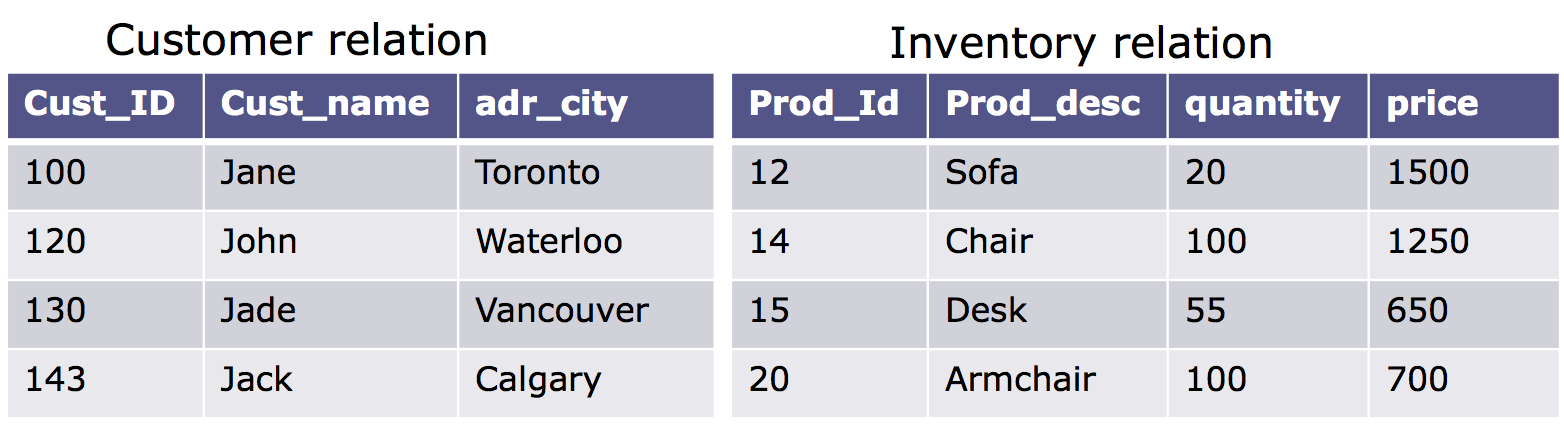 Customer relation
Cust_ID Cust_name adr_city
100 Jane Toronto
120 John Waterloo
130 Jade Vancouver
143 Jack Calgary
Inventory relation
Prod_Id Prod_desc quantity price
12 Sofa 20 1500
14 Chair 100 1250
15 Desk 55 650
20 Armchair 100 700